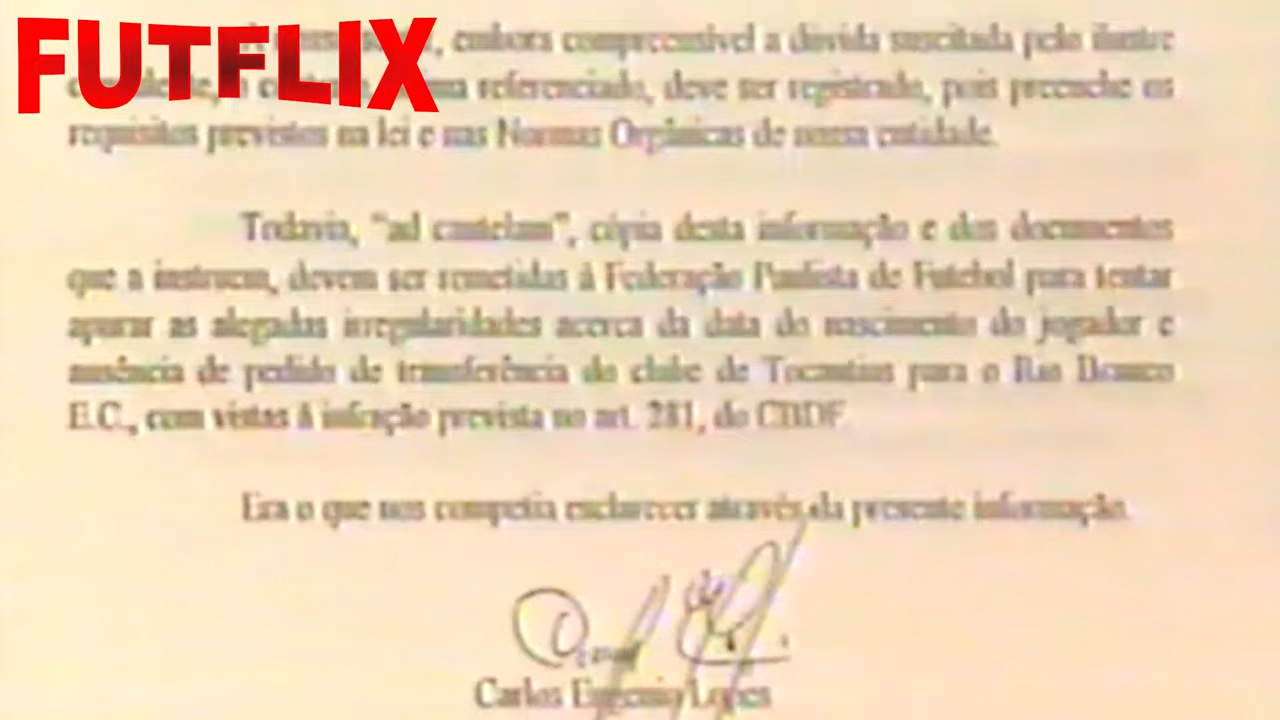 FUTFLIX
, embora compreensível a dúvida suscitada pelo ilustre
referenciado, deve ser registrado, pois preenche os
requisitos previstos na lei e nas Normas Orgânicas de nossa entidade.
Todavia, "ad cautelam", cópia desta informação e dos documentos
que a instruem, devem ser remetidas à Federação Paulista de Futebol para tentar
apurar as alegadas irregularidades acerca da data do nascimento do jogador e
ausência de pedido de transferência do clube de Tocantins para o Rio Branco
E.C., com vistas à infração prevista no art. 281, do CBDF.
Era o que nos competia esclarecer através da presente informação.
Carlos Eugenio Lopes